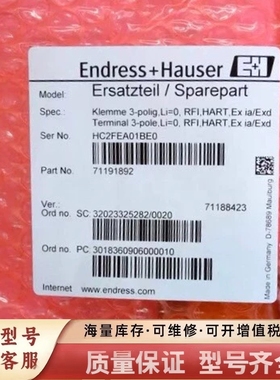 Endress+Hauser
E+H
Model: Ersatzteil / Sparepart
Spec.: Klemme 3-polig,Li=0, RFI,HART,Ex ia/Exd
Terminal 3-polig,Li=0, RFI,HART,Ex ia/Exd
Ser No: HC2FEA01BE0
Part No: 71191892
Ver.: 71188423
Ord no. SC: 32023325282/0020
Ord no. PC: 3018360906000010
Internet www.endress.com
Made in Germany, D-79689 Maulburg
型号
客服
海量库存·可维修·可开增值税
质量保证 型号齐